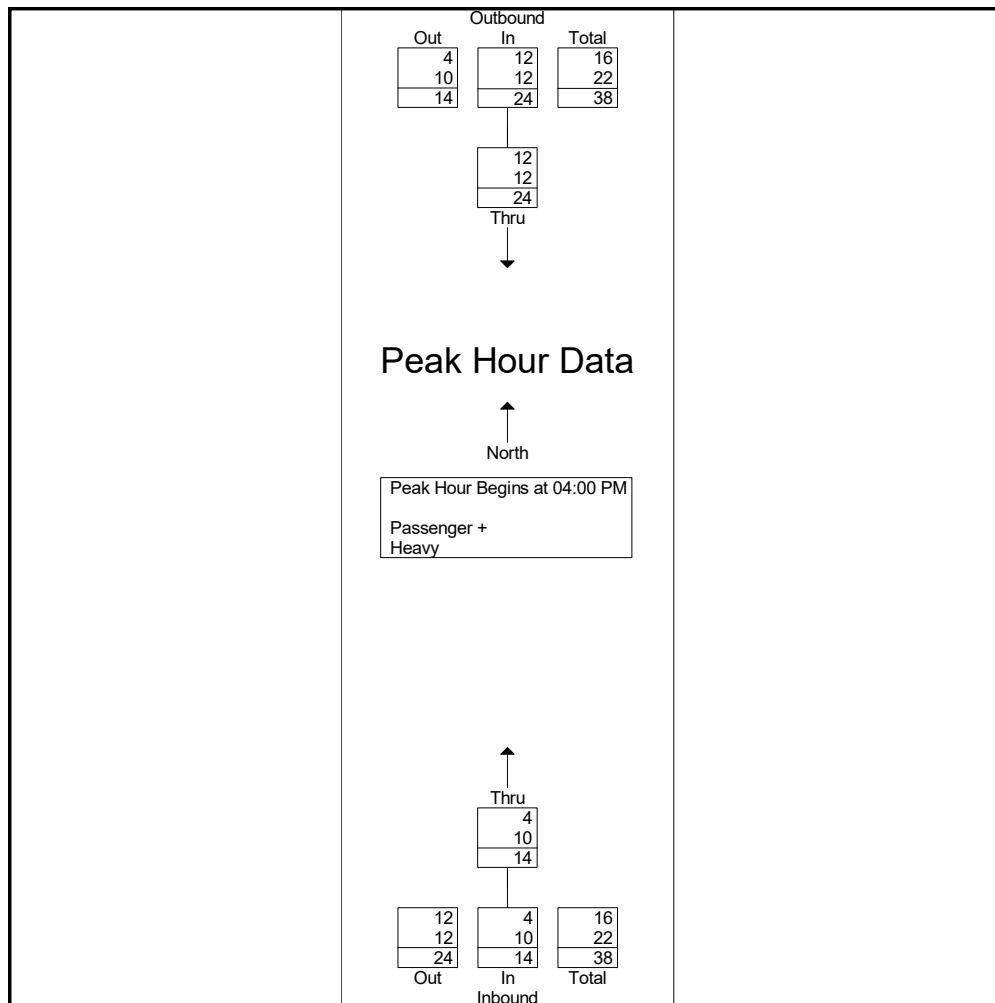 Outbound
Out In Total
4 12 16
10 12 22
14 24 38
12
12
24
Thru
Peak Hour Data
North
Peak Hour Begins at 04:00 PM
Passenger +
Heavy
Thru
4
10
14
12 4 16
12 10 22
24 14 38
Out In Total
Inbound